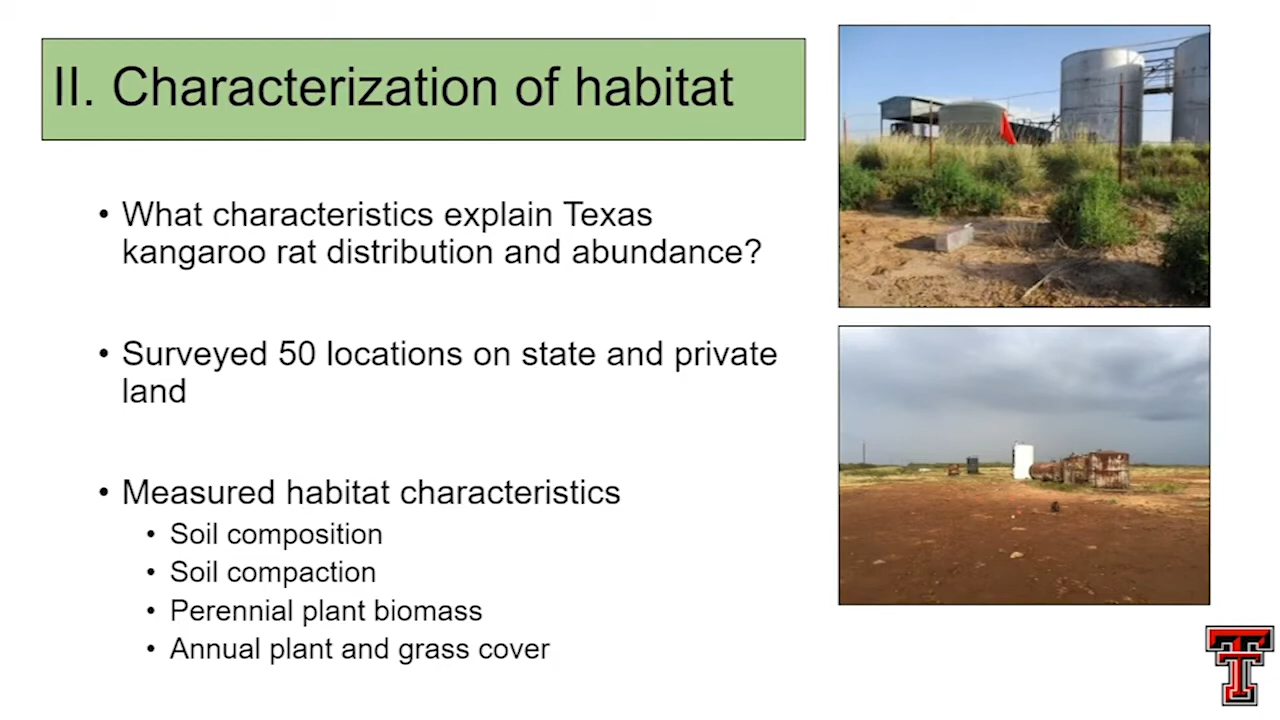 II. Characterization of habitat
• What characteristics explain Texas
kangaroo rat distribution and abundance?
• Surveyed 50 locations on state and private
land
• Measured habitat characteristics
• Soil composition
• Soil compaction
• Perennial plant biomass
• Annual plant and grass cover
T
T